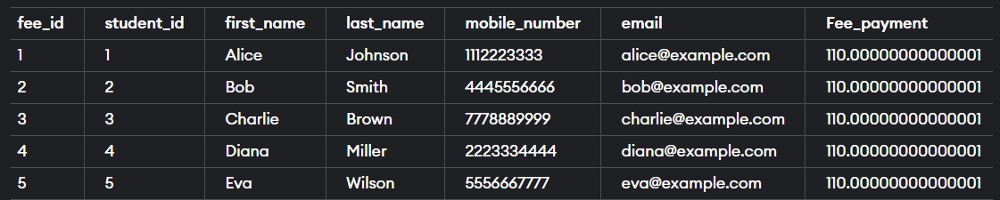 fee_id student_id first_name last_name mobile_number email Fee_payment
1 1 Alice Johnson 1112223333 alice@example.com 110.00000000000001
2 2 Bob Smith 4445556666 bob@example.com 110.00000000000001
3 3 Charlie Brown 7778889999 charlie@example.com 110.00000000000001
4 4 Diana Miller 2223334444 diana@example.com 110.00000000000001
5 5 Eva Wilson 5556667777 eva@example.com 110.00000000000001